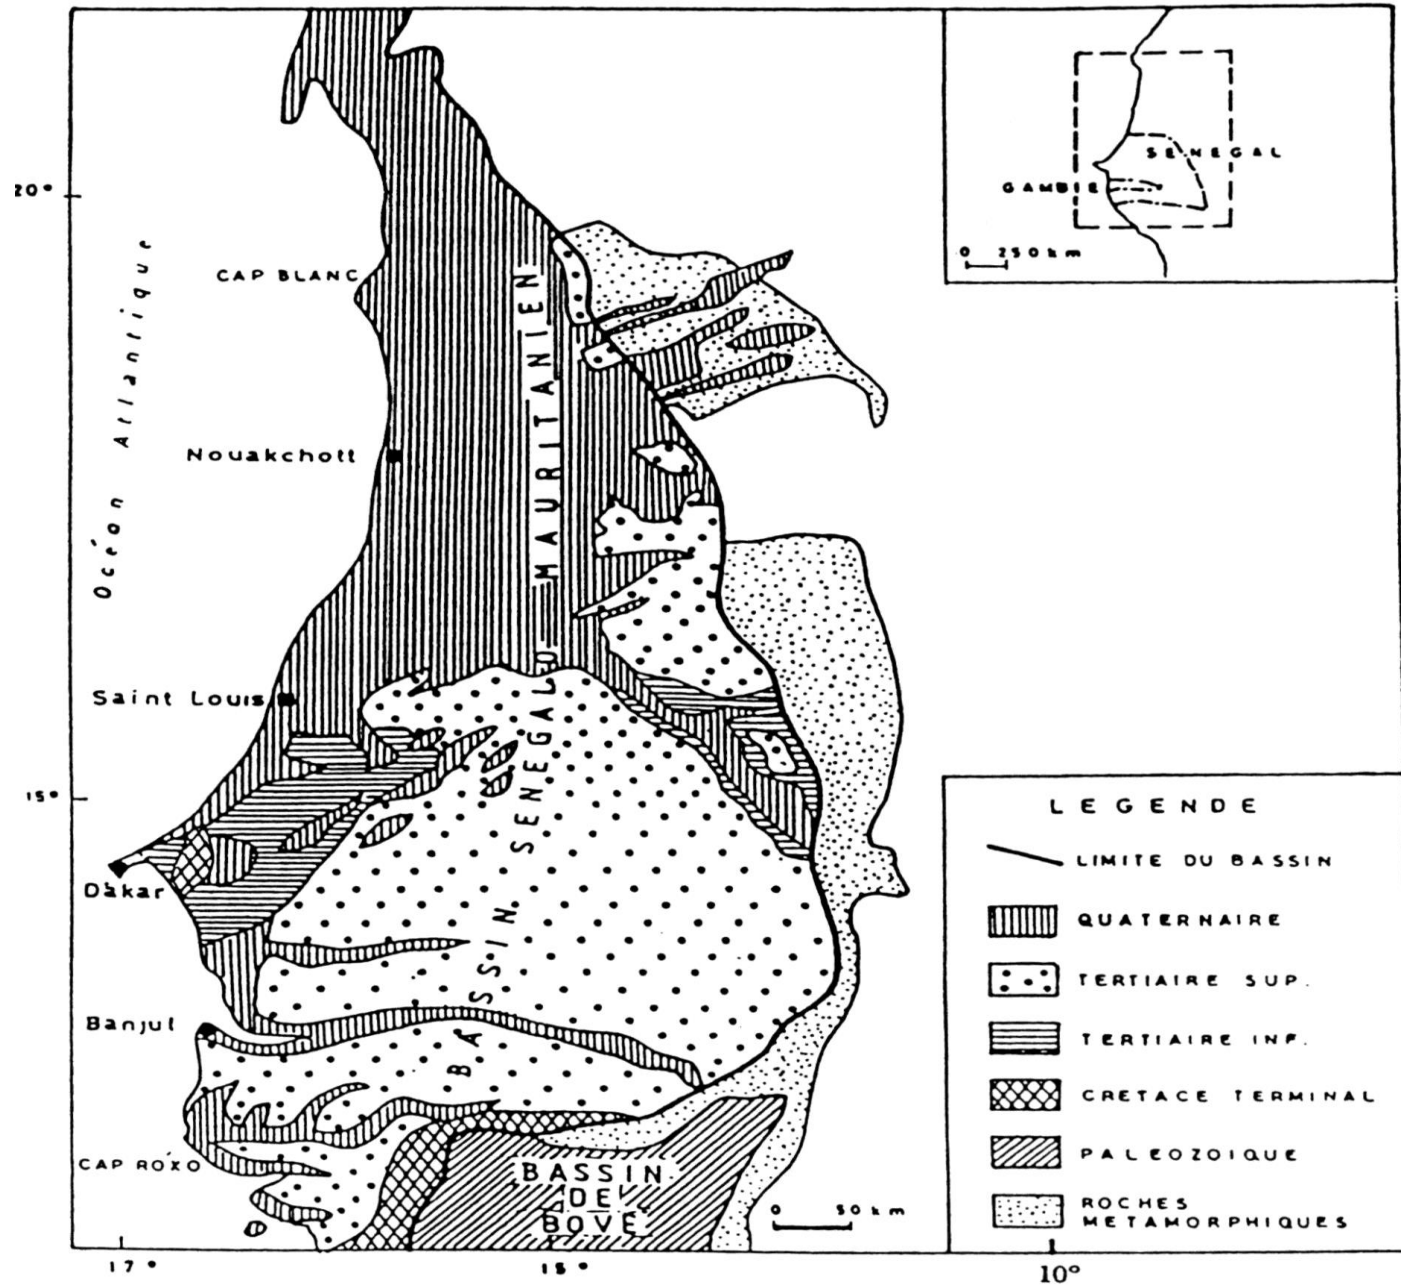 SENEGAL
GAMBIE
0 250 km
20°
Océan Atlantique
CAP BLANC
BASSIN SENEGALO MAURITANIEN
Nouakchott
Saint Louis
15°
Dakar
Banjul
CAP ROXO
BASSIN
DE
BOVE
0 50 km
LEGENDE
LIMITE DU BASSIN
QUATERNAIRE
TERTIAIRE SUP.
TERTIAIRE INF.
CRETACE TERMINAL
PALEOZOIQUE
ROCHES
METAMORPHIQUES
17° 15° 10°